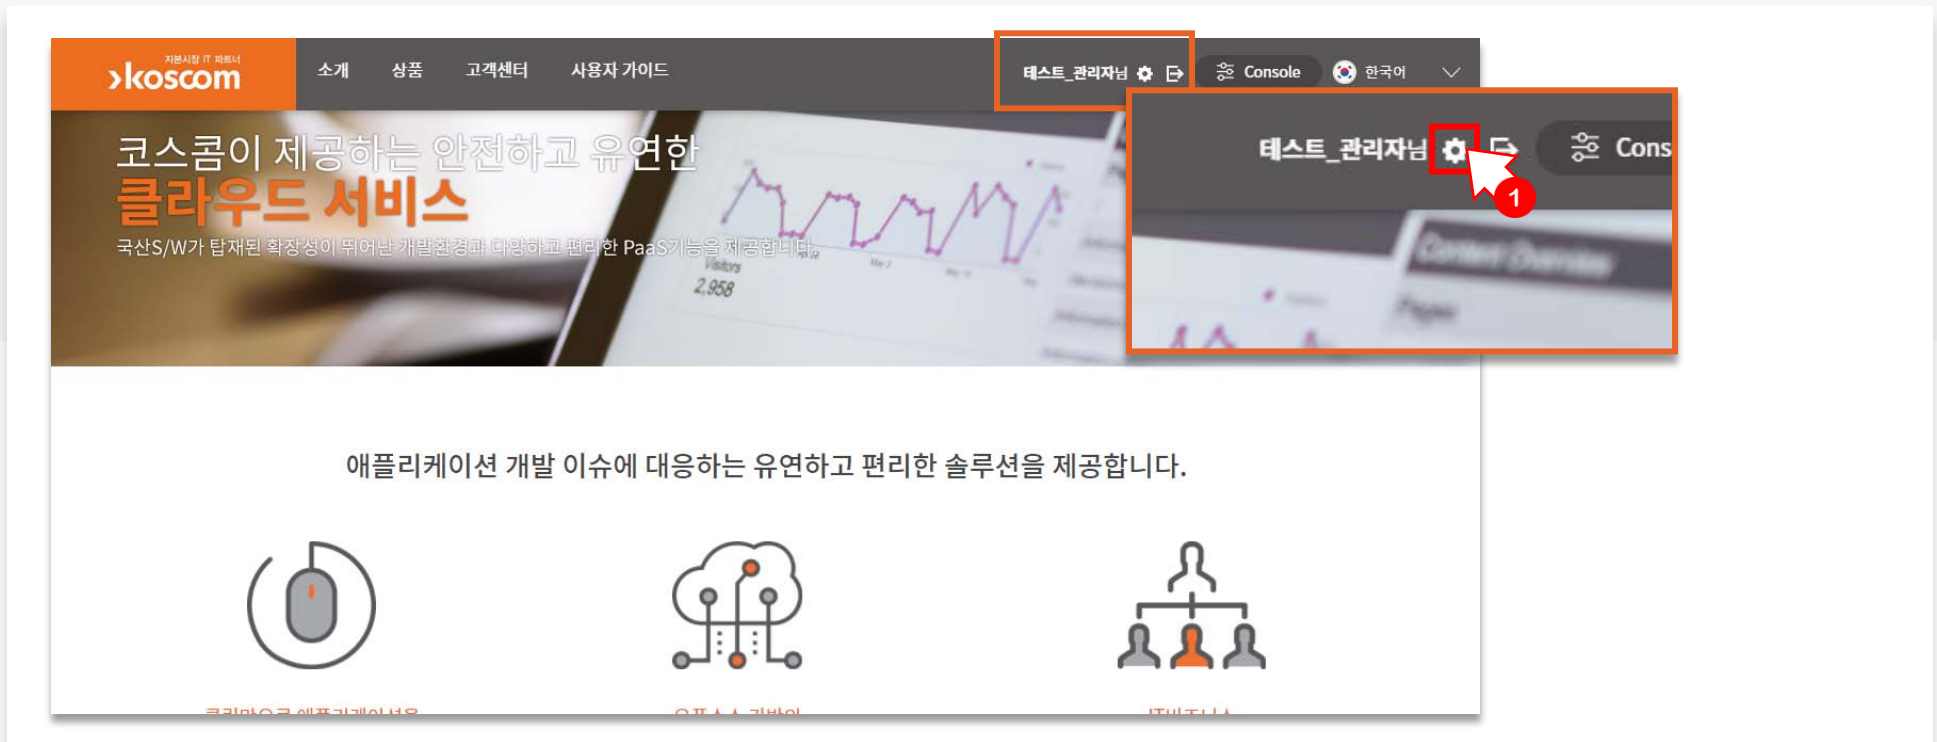 자본시장 IT 파트너
koscom
소개 상품 고객센터 사용자 가이드
테스트_관리자님 Console 한국어
테스트_관리자님 Cons
1
코스콤이 제공하는 안전하고 유연한
클라우드 서비스
국산S/W가 탑재된 확장성이 뛰어난 개발환경과 다양하고 편리한 PaaS기능을 제공합니다.
Visitors
2,958
Content Overview
Pages
애플리케이션 개발 이슈에 대응하는 유연하고 편리한 솔루션을 제공합니다.